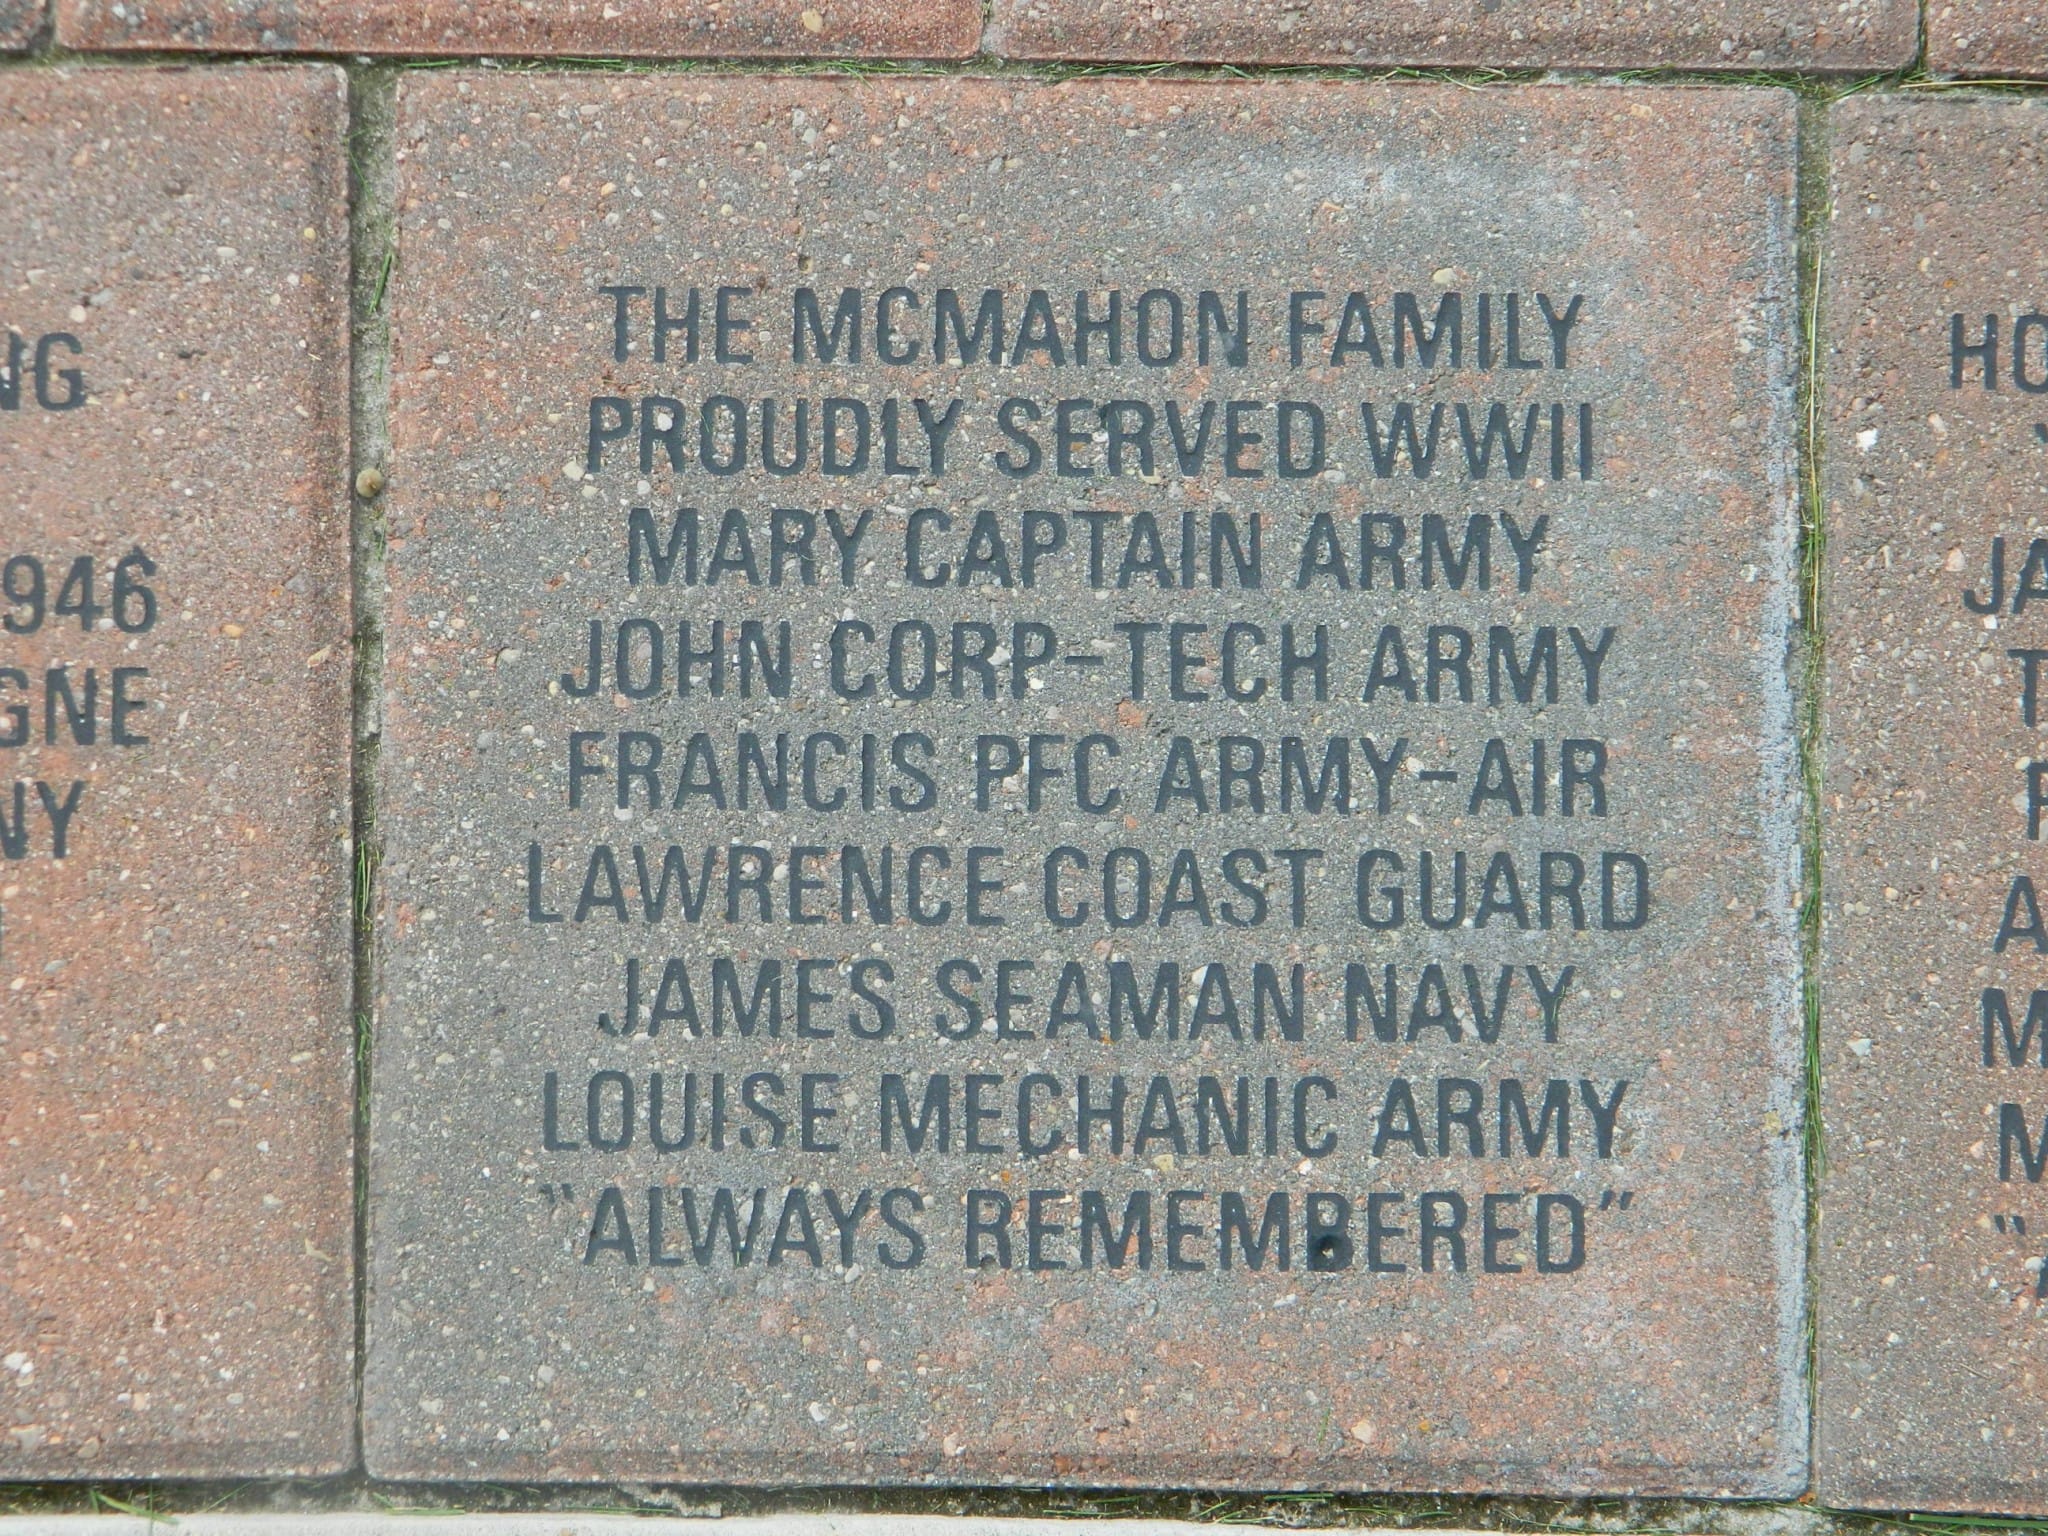 THE MCMAHON FAMILY
PROUDLY SERVED WWII
MARY CAPTAIN ARMY
JOHN CORP-TECH ARMY
FRANCIS PFC ARMY-AIR
LAWRENCE COAST GUARD
JAMES SEAMAN NAVY
LOUISE MECHANIC ARMY
"ALWAYS REMEMBERED"